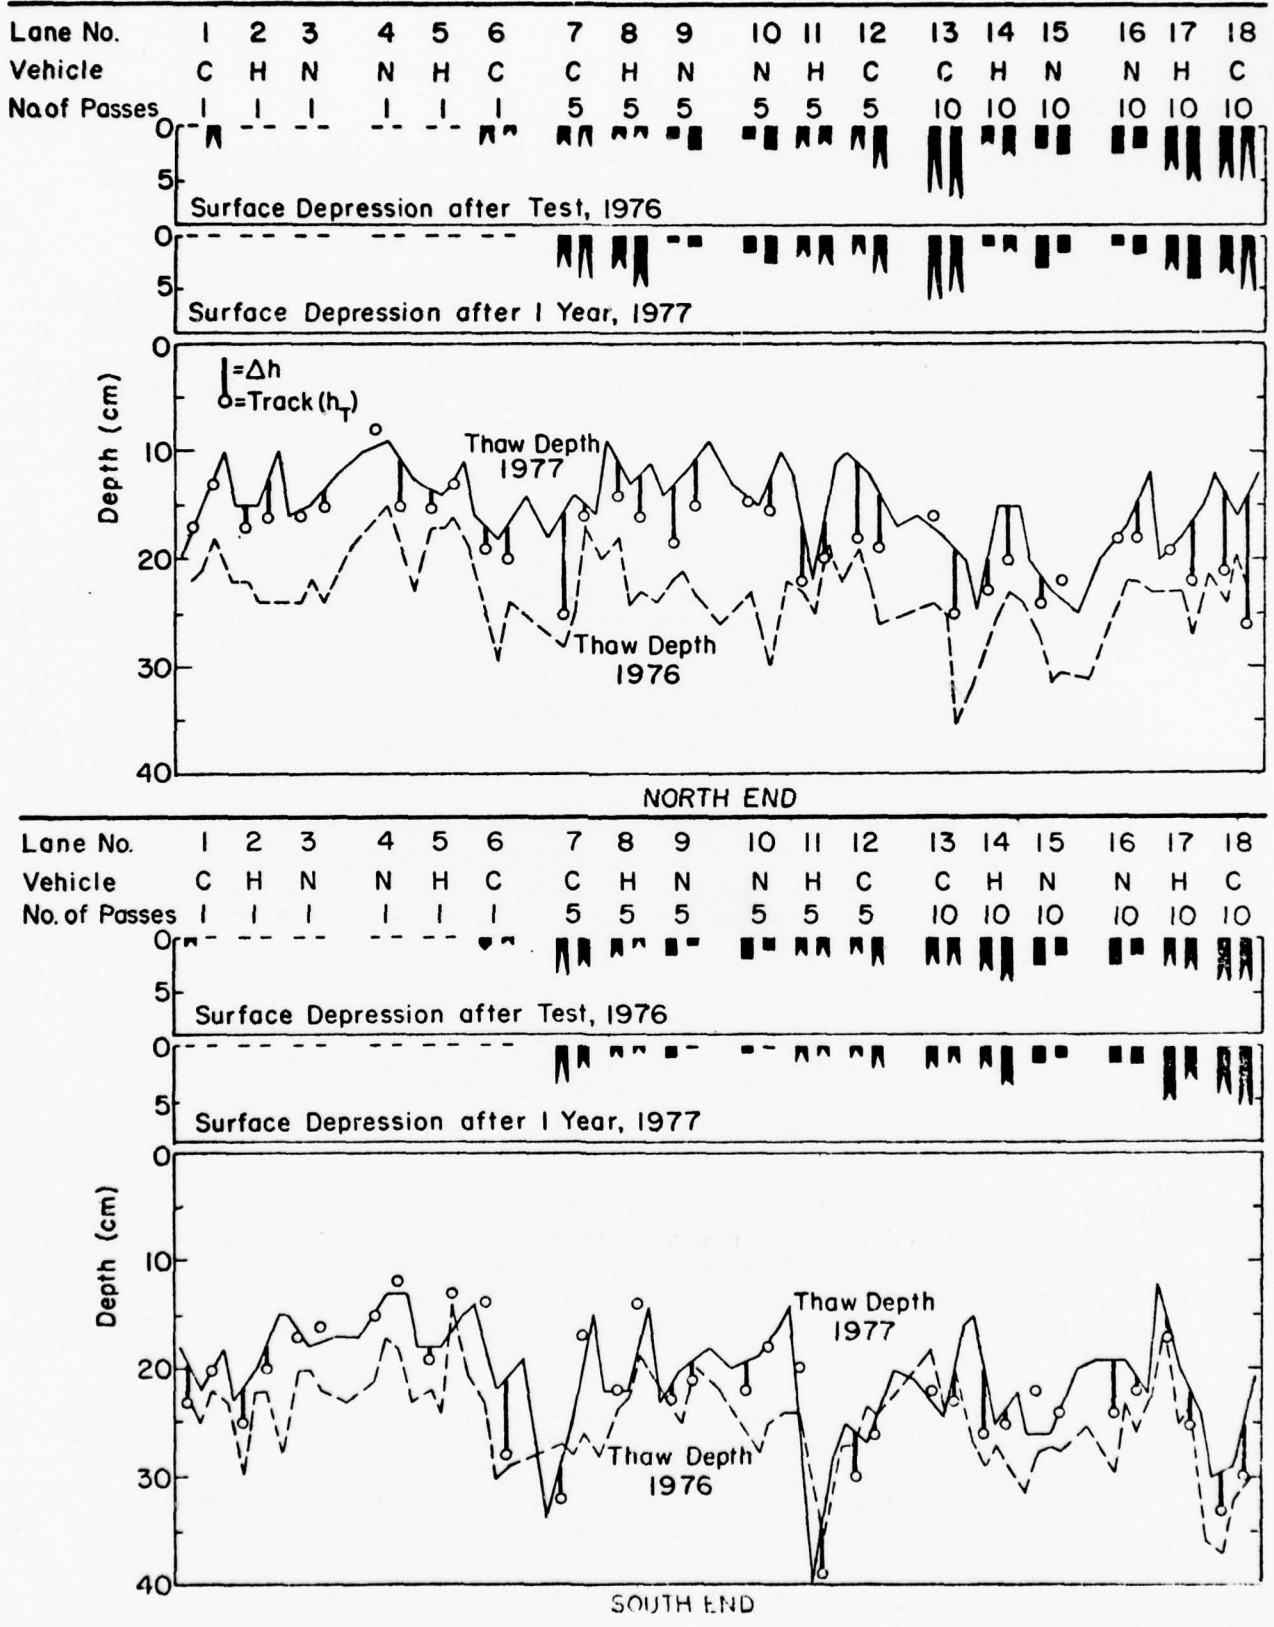 Lane No. 1 2 3 4 5 6 7 8 9 10 11 12 13 14 15 16 17 18
Vehicle C H N N H C C H N N H C C H N N H C
No.of Passes 1 1 1 1 1 1 5 5 5 5 5 5 10 10 10 10 10 10
0
5
Surface Depression after Test, 1976
0
5
Surface Depression after 1 Year, 1977
0
=Δh
=Track (hT)
Thaw Depth
1977
10
Depth (cm)
20
Thaw Depth
1976
30
40
NORTH END
Lane No. 1 2 3 4 5 6 7 8 9 10 11 12 13 14 15 16 17 18
Vehicle C H N N H C C H N N H C C H N N H C
No. of Passes 1 1 1 1 1 1 5 5 5 5 5 5 10 10 10 10 10 10
0
5
Surface Depression after Test, 1976
0
5
Surface Depression after 1 Year, 1977
0
Depth (cm)
10
Thaw Depth
1977
20
Thaw Depth
1976
30
40
SOUTH END